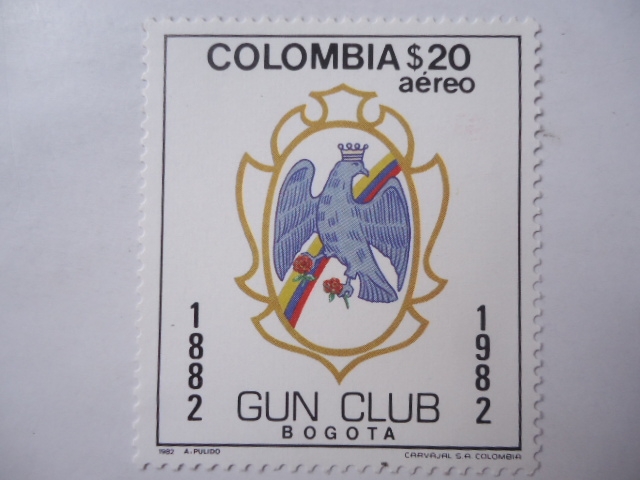 COLOMBIA $20
aéreo
1882
1982
GUN CLUB
BOGOTA
1982 A. PULIDO
CARVAJAL S.A. COLOMBIA